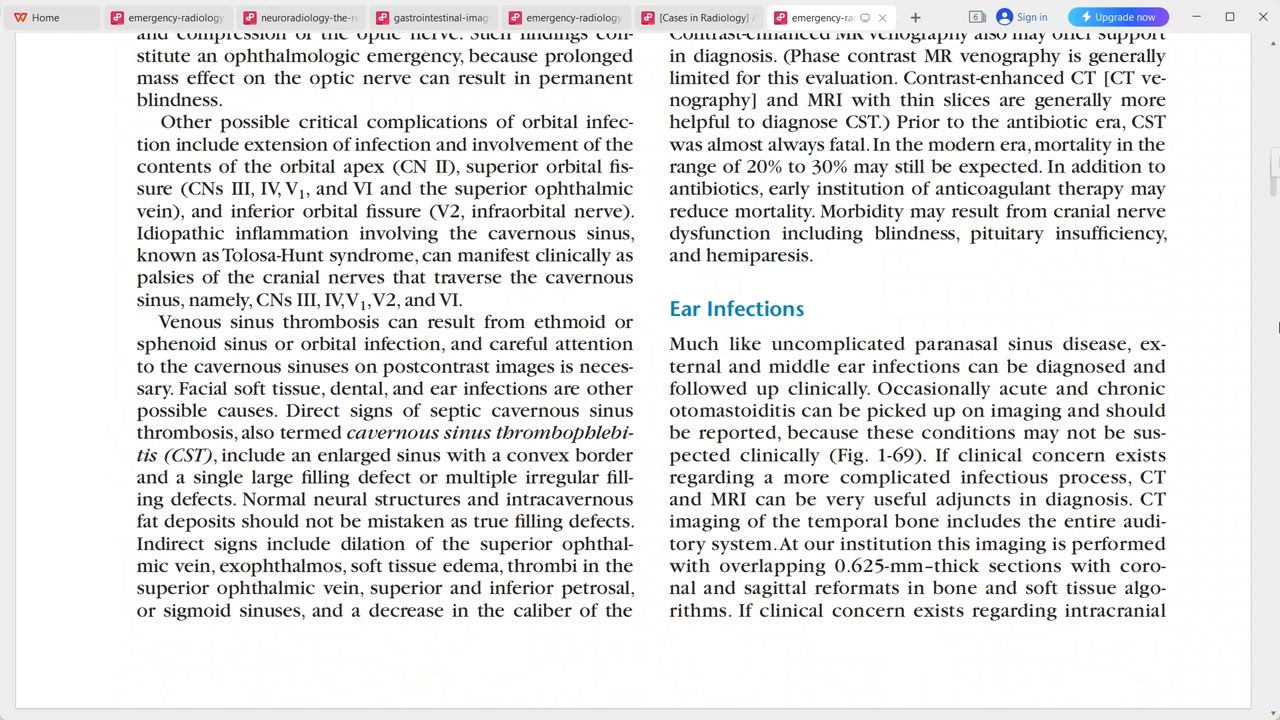 Home
emergency-radiology
neuroradiology-the-r
gastrointestinal-imag
emergency-radiology
[Cases in Radiology]
emergency-ra
6
Sign in
Upgrade now
and compression of the optic nerve. Such findings con-
stitute an ophthalmologic emergency, because prolonged
mass effect on the optic nerve can result in permanent
blindness.
Other possible critical complications of orbital infec-
tion include extension of infection and involvement of the
contents of the orbital apex (CN II), superior orbital fis-
sure (CNs III, IV, V1, and VI and the superior ophthalmic
vein), and inferior orbital fissure (V2, infraorbital nerve).
Idiopathic inflammation involving the cavernous sinus,
known as Tolosa-Hunt syndrome, can manifest clinically as
palsies of the cranial nerves that traverse the cavernous
sinus, namely, CNs III, IV, V1, V2, and VI.
Venous sinus thrombosis can result from ethmoid or
sphenoid sinus or orbital infection, and careful attention
to the cavernous sinuses on postcontrast images is neces-
sary. Facial soft tissue, dental, and ear infections are other
possible causes. Direct signs of septic cavernous sinus
thrombosis, also termed cavernous sinus thrombophlebi-
tis (CST), include an enlarged sinus with a convex border
and a single large filling defect or multiple irregular fill-
ing defects. Normal neural structures and intracavernous
fat deposits should not be mistaken as true filling defects.
Indirect signs include dilation of the superior ophthal-
mic vein, exophthalmos, soft tissue edema, thrombi in the
superior ophthalmic vein, superior and inferior petrosal,
or sigmoid sinuses, and a decrease in the caliber of the
Contrast-enhanced MR venography also may offer support
in diagnosis. (Phase contrast MR venography is generally
limited for this evaluation. Contrast-enhanced CT [CT ve-
nography] and MRI with thin slices are generally more
helpful to diagnose CST.) Prior to the antibiotic era, CST
was almost always fatal. In the modern era, mortality in the
range of 20% to 30% may still be expected. In addition to
antibiotics, early institution of anticoagulant therapy may
reduce mortality. Morbidity may result from cranial nerve
dysfunction including blindness, pituitary insufficiency,
and hemiparesis.
Ear Infections
Much like uncomplicated paranasal sinus disease, ex-
ternal and middle ear infections can be diagnosed and
followed up clinically. Occasionally acute and chronic
otomastoiditis can be picked up on imaging and should
be reported, because these conditions may not be sus-
pected clinically (Fig. 1-69). If clinical concern exists
regarding a more complicated infectious process, CT
and MRI can be very useful adjuncts in diagnosis. CT
imaging of the temporal bone includes the entire audi-
tory system. At our institution this imaging is performed
with overlapping 0.625-mm–thick sections with coro-
nal and sagittal reformats in bone and soft tissue algo-
rithms. If clinical concern exists regarding intracranial